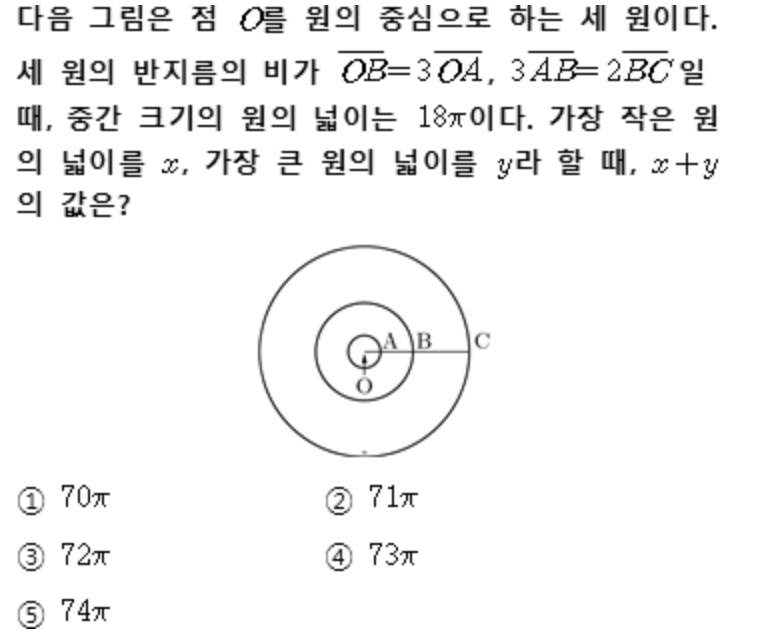 다음 그림은 점 O를 원의 중심으로 하는 세 원이다.
세 원의 반지름의 비가 OB=3OA, 3AB=2BC일
때, 중간 크기의 원의 넓이는 18π이다. 가장 작은 원
의 넓이를 x, 가장 큰 원의 넓이를 y라 할 때, x+y
의 값은?
A B C
O
① 70π ② 71π
③ 72π ④ 73π
⑤ 74π